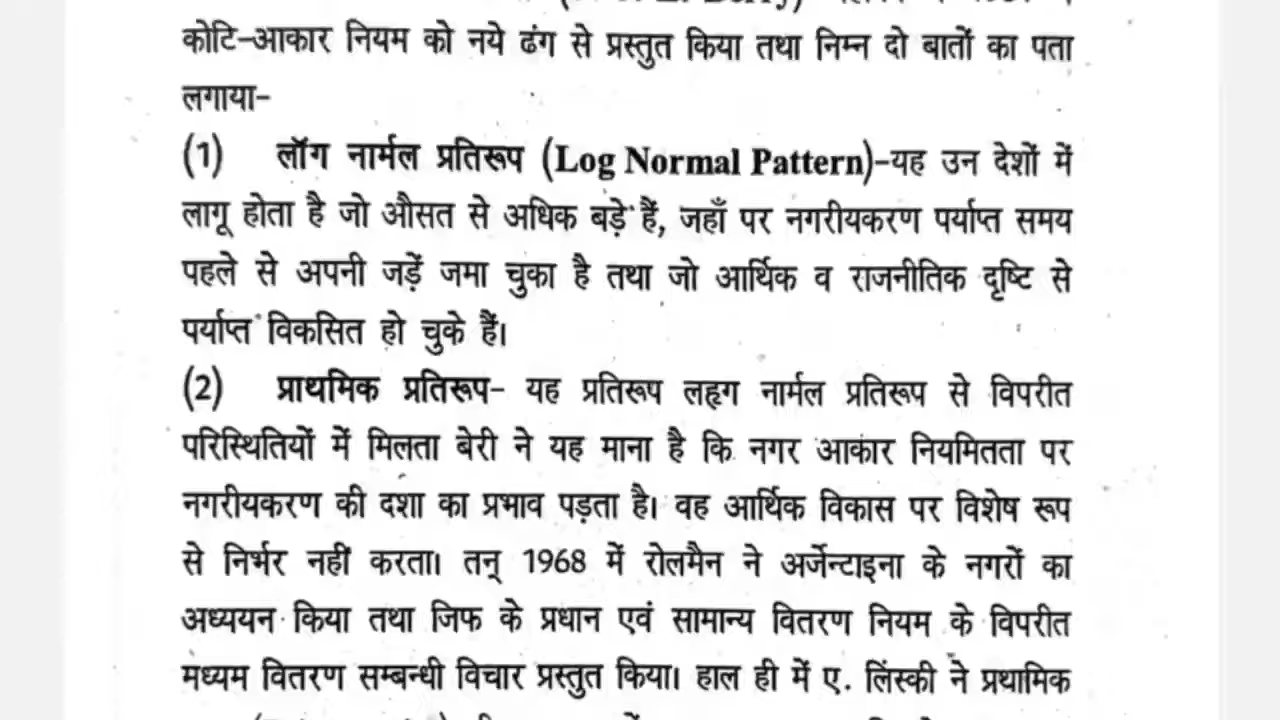 कोटि-आकार नियम को नये ढंग से प्रस्तुत किया तथा निम्न दो बातों का पता
लगाया-
(1) लॉग नार्मल प्रतिरूप (Log Normal Pattern)-यह उन देशों में
लागू होता है जो औसत से अधिक बड़े हैं, जहाँ पर नगरीयकरण पर्याप्त समय
पहले से अपनी जड़ें जमा चुका है तथा जो आर्थिक व राजनीतिक दृष्टि से
पर्याप्त विकसित हो चुके हैं।
(2) प्राथमिक प्रतिरूप- यह प्रतिरूप लहृग नार्मल प्रतिरूप से विपरीत
परिस्थितियों में मिलता बेरी ने यह माना है कि नगर आकार नियमितता पर
नगरीयकरण की दशा का प्रभाव पड़ता है। वह आर्थिक विकास पर विशेष रूप
से निर्भर नहीं करता। तन् 1968 में रोलमैन ने अर्जेन्टाइना के नगरों का
अध्ययन किया तथा जिफ के प्रधान एवं सामान्य वितरण नियम के विपरीत
मध्यम वितरण सम्बन्धी विचार प्रस्तुत किया। हाल ही में ए. लिंस्की ने प्रथामिक